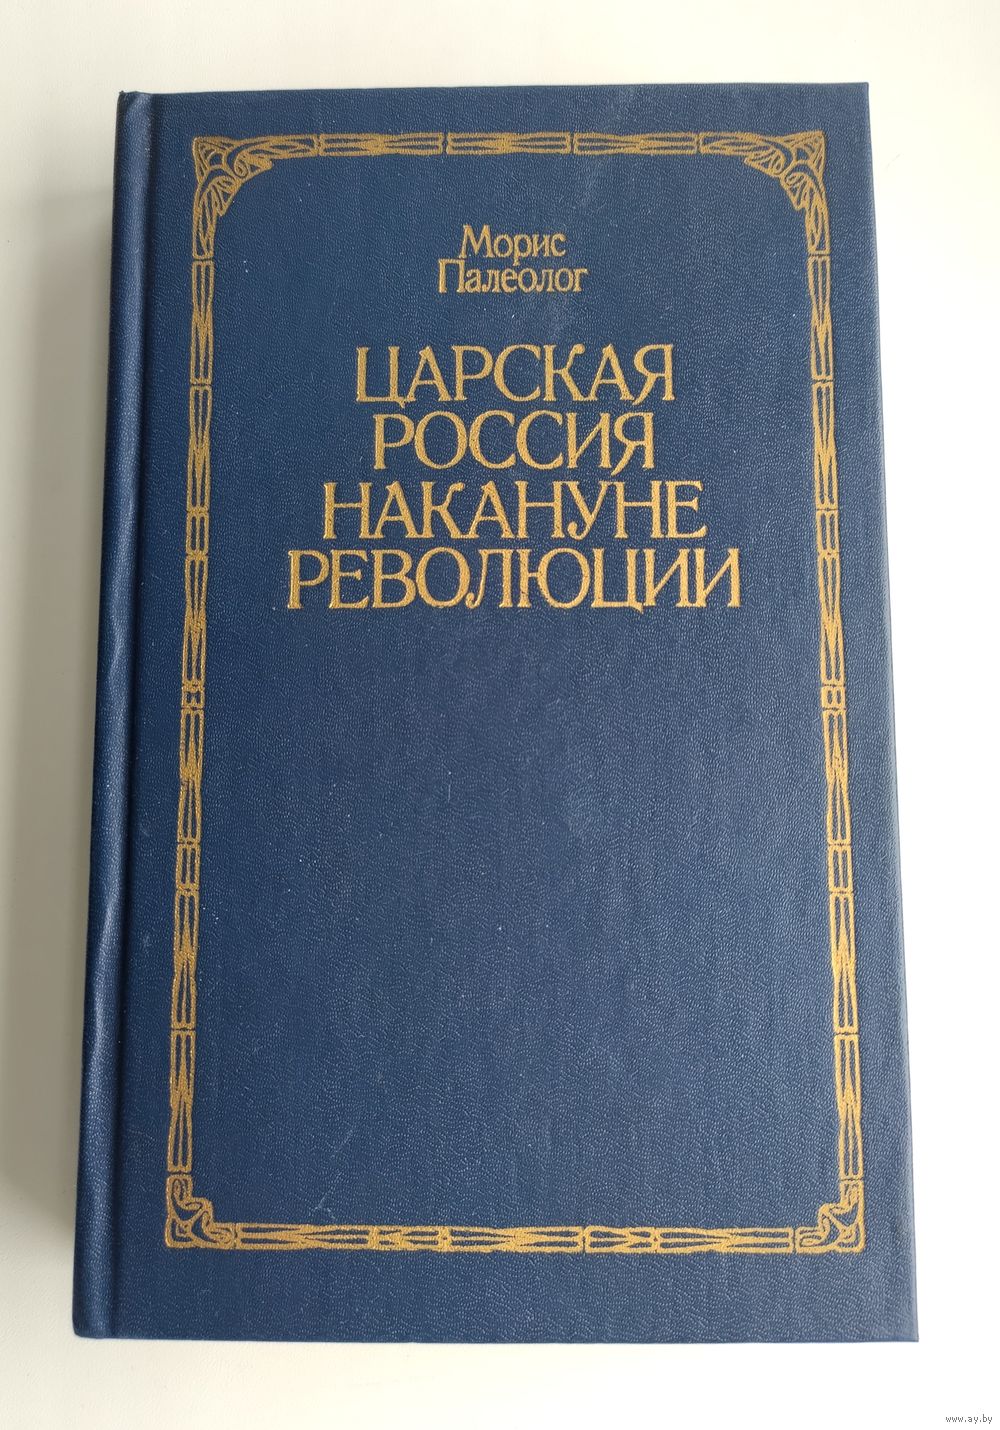 Морис
Палеолог
ЦАРСКАЯ
РОССИЯ
НАКАНУНЕ
РЕВОЛЮЦИИ
www.ay.by